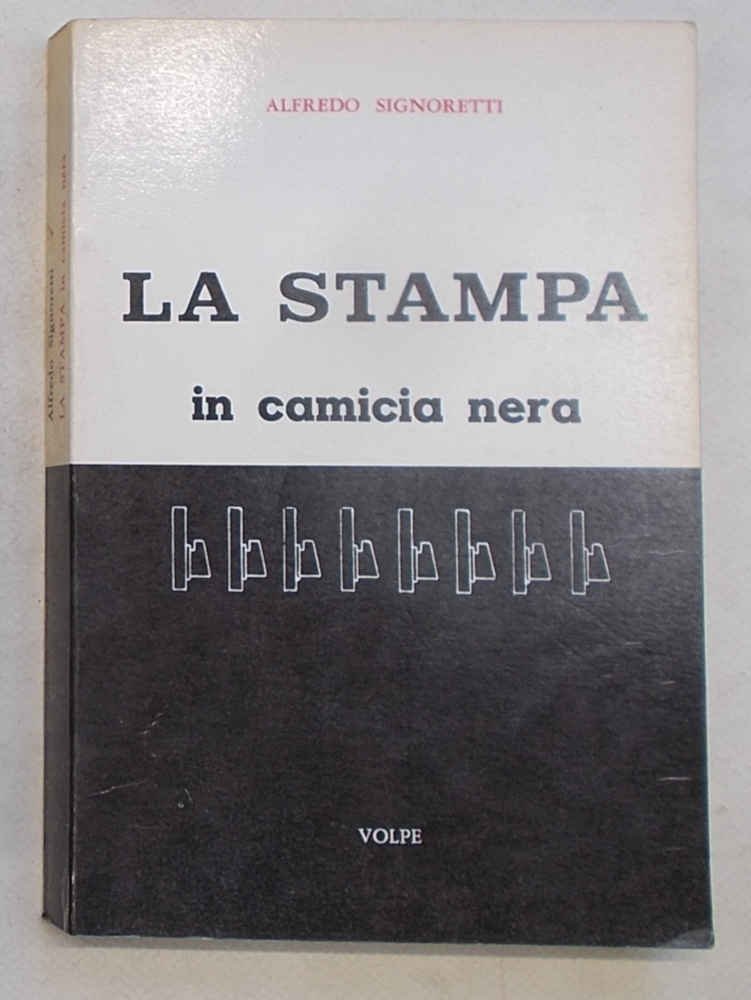 ALFREDO SIGNORETTI
LA STAMPA
in camicia nera
VOLPE
Alfredo Signoretti
LA STAMPA in camicia nera